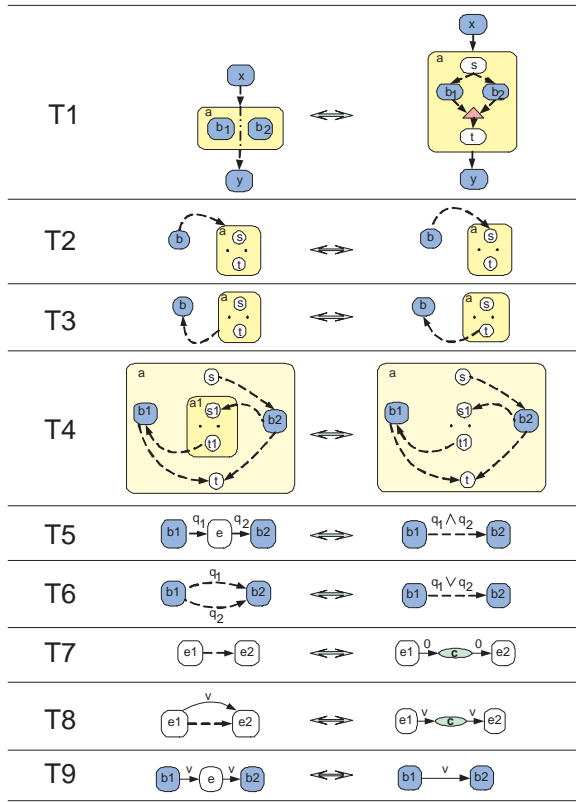 x x
a s
T1 a b1 b2 b1 b2
t
y y
T2 b a s t b a s t
T3 b a s t b a s t
T4 a s b1 a1 s1 t1 b2 t a s b1 s1 t1 b2 t
T5 b1 q1 e q2 b2 b1 q1 ∧ q2 b2
T6 b1 q1 q2 b2 b1 q1 ∨ q2 b2
T7 e1 e2 e1 0 c 0 e2
T8 e1 v e2 e1 v c v e2
T9 b1 v e v b2 b1 v b2